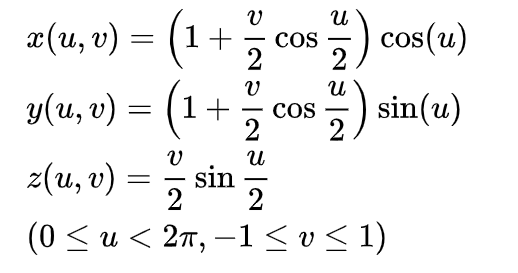 x(u, v) = (1 + v/2 cos u/2) cos(u)
y(u, v) = (1 + v/2 cos u/2) sin(u)
z(u, v) = v/2 sin u/2
(0 ≤ u < 2π, −1 ≤ v ≤ 1)